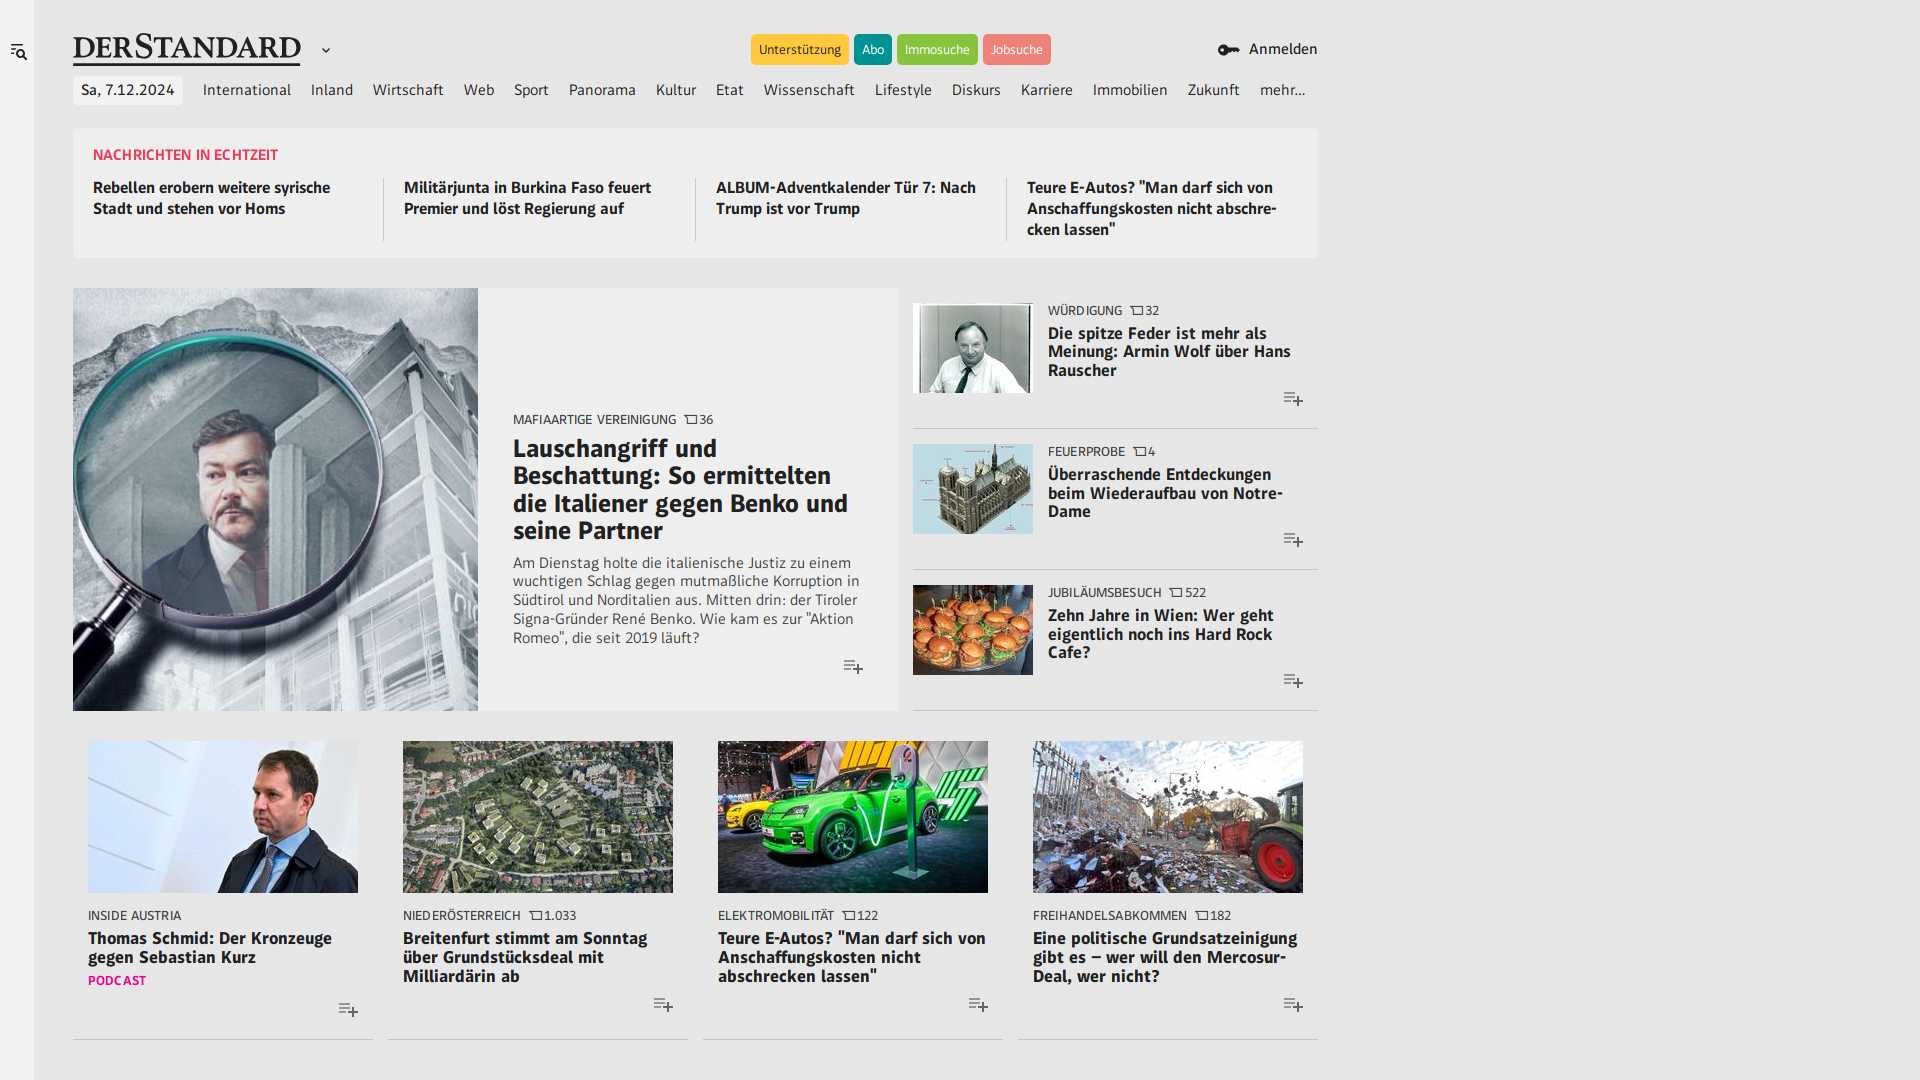 DERSTANDARD
Unterstützung
Abo
Immosuche
Jobsuche
Anmelden
Sa, 7.12.2024
International
Inland
Wirtschaft
Web
Sport
Panorama
Kultur
Etat
Wissenschaft
Lifestyle
Diskurs
Karriere
Immobilien
Zukunft
mehr...
NACHRICHTEN IN ECHTZEIT
Rebellen erobern weitere syrische
Stadt und stehen vor Homs
Militärjunta in Burkina Faso feuert
Premier und löst Regierung auf
ALBUM-Adventkalender Tür 7: Nach
Trump ist vor Trump
Teure E-Autos? "Man darf sich von
Anschaffungskosten nicht abschre-
cken lassen"
MAFIAARTIGE VEREINIGUNG 36
Lauschangriff und
Beschattung: So ermittelten
die Italiener gegen Benko und
seine Partner
Am Dienstag holte die italienische Justiz zu einem
wuchtigen Schlag gegen mutmaßliche Korruption in
Südtirol und Norditalien aus. Mitten drin: der Tiroler
Signa-Gründer René Benko. Wie kam es zur "Aktion
Romeo", die seit 2019 läuft?
WÜRDIGUNG 32
Die spitze Feder ist mehr als
Meinung: Armin Wolf über Hans
Rauscher
FEUERPROBE 4
Überraschende Entdeckungen
beim Wiederaufbau von Notre-
Dame
JUBILÄUMSBESUCH 522
Zehn Jahre in Wien: Wer geht
eigentlich noch ins Hard Rock
Cafe?
INSIDE AUSTRIA
Thomas Schmid: Der Kronzeuge
gegen Sebastian Kurz
PODCAST
NIEDERÖSTERREICH 1.033
Breitenfurt stimmt am Sonntag
über Grundstücksdeal mit
Milliardärin ab
ELEKTROMOBILITÄT 122
Teure E-Autos? "Man darf sich von
Anschaffungskosten nicht
abschrecken lassen"
FREIHANDELSABKOMMEN 182
Eine politische Grundsatzeinigung
gibt es – wer will den Mercosur-
Deal, wer nicht?